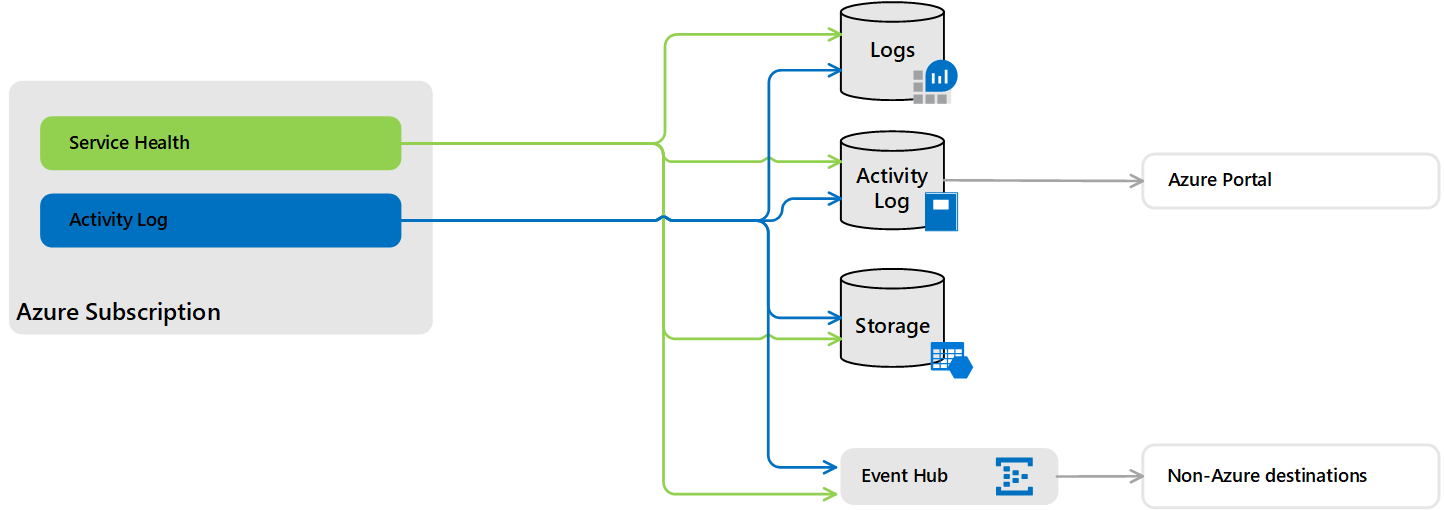 Logs
Service Health
Activity
Log
Azure Portal
Activity Log
Azure Subscription
Storage
Event Hub
Non-Azure destinations